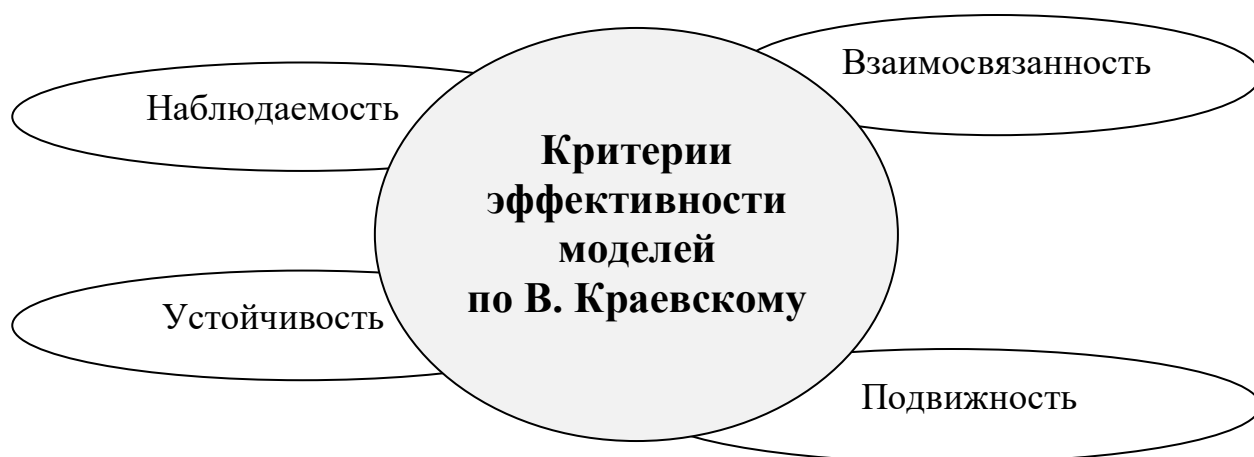 Наблюдаемость
Взаимосвязанность
Критерии
эффективности
моделей
по В. Краевскому
Устойчивость
Подвижность